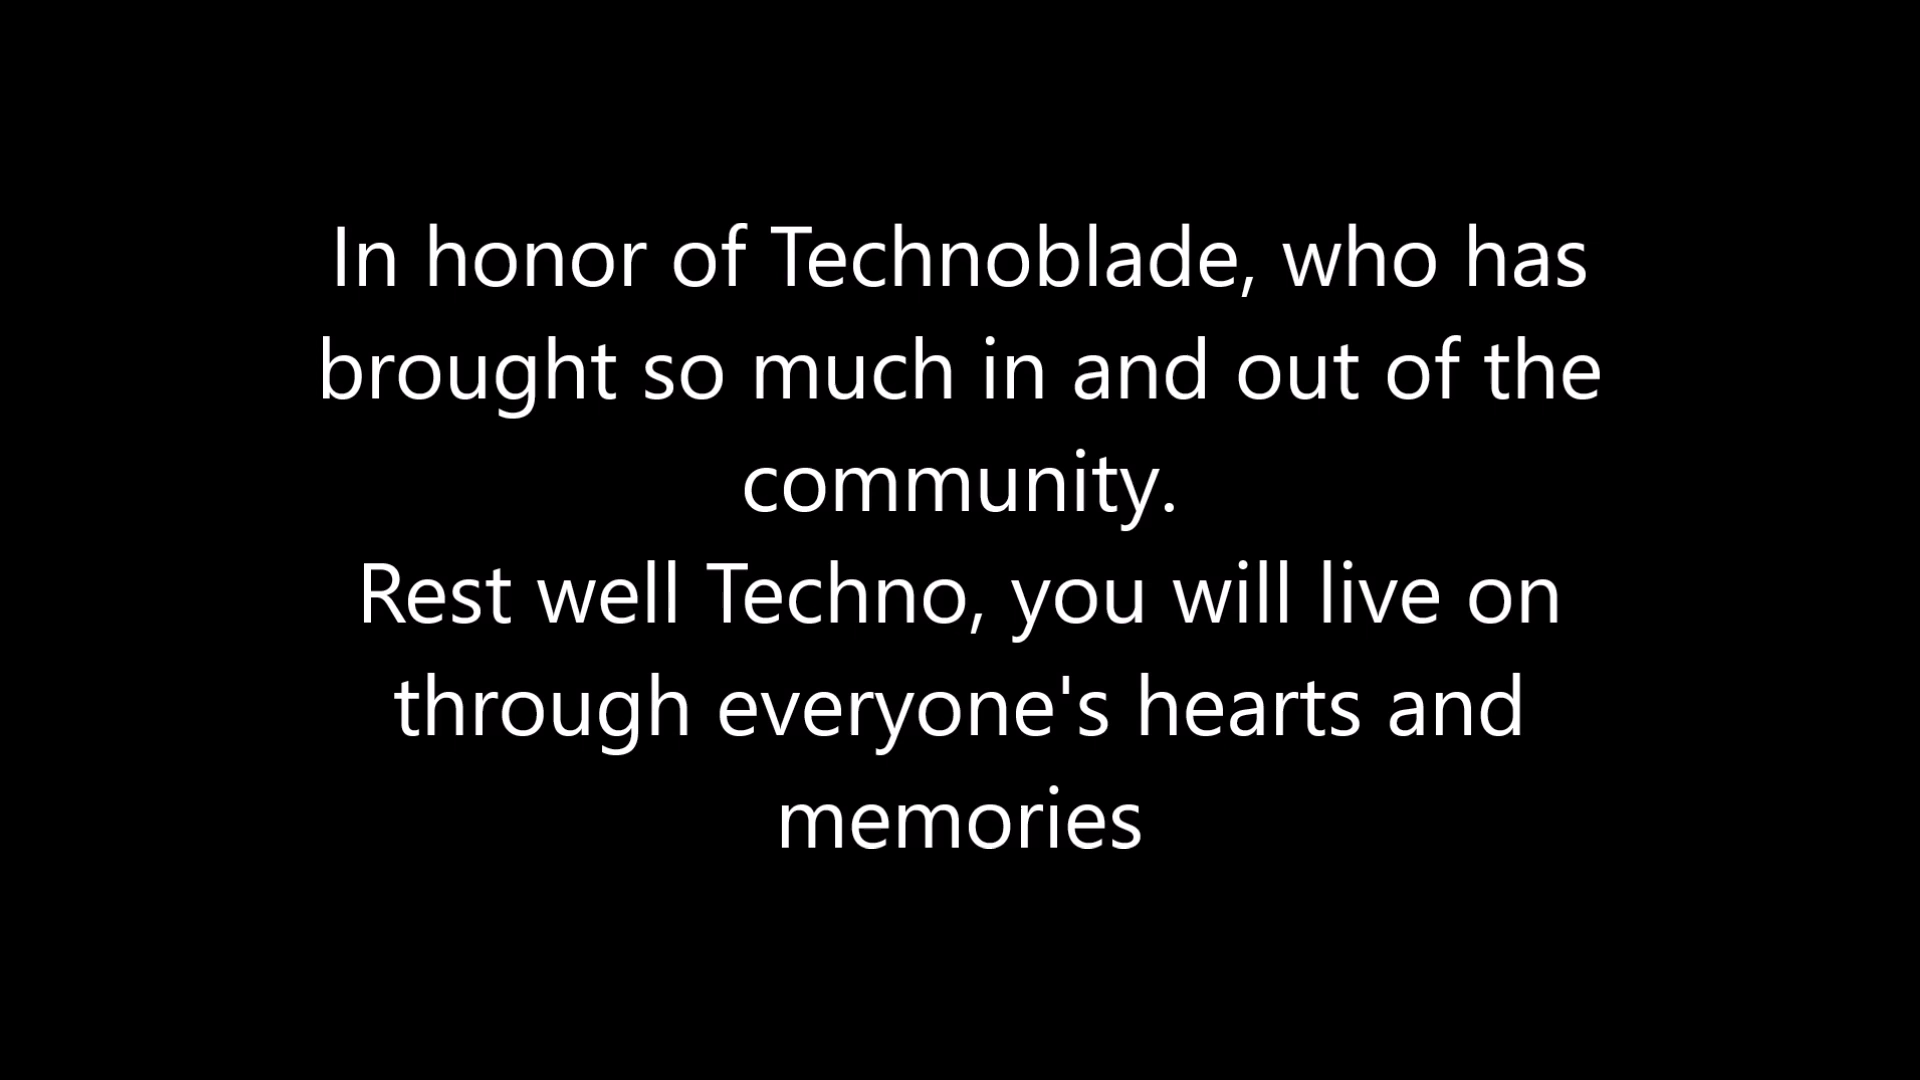 In honor of Technoblade, who has
brought so much in and out of the
community.
Rest well Techno, you will live on
through everyone's hearts and
memories